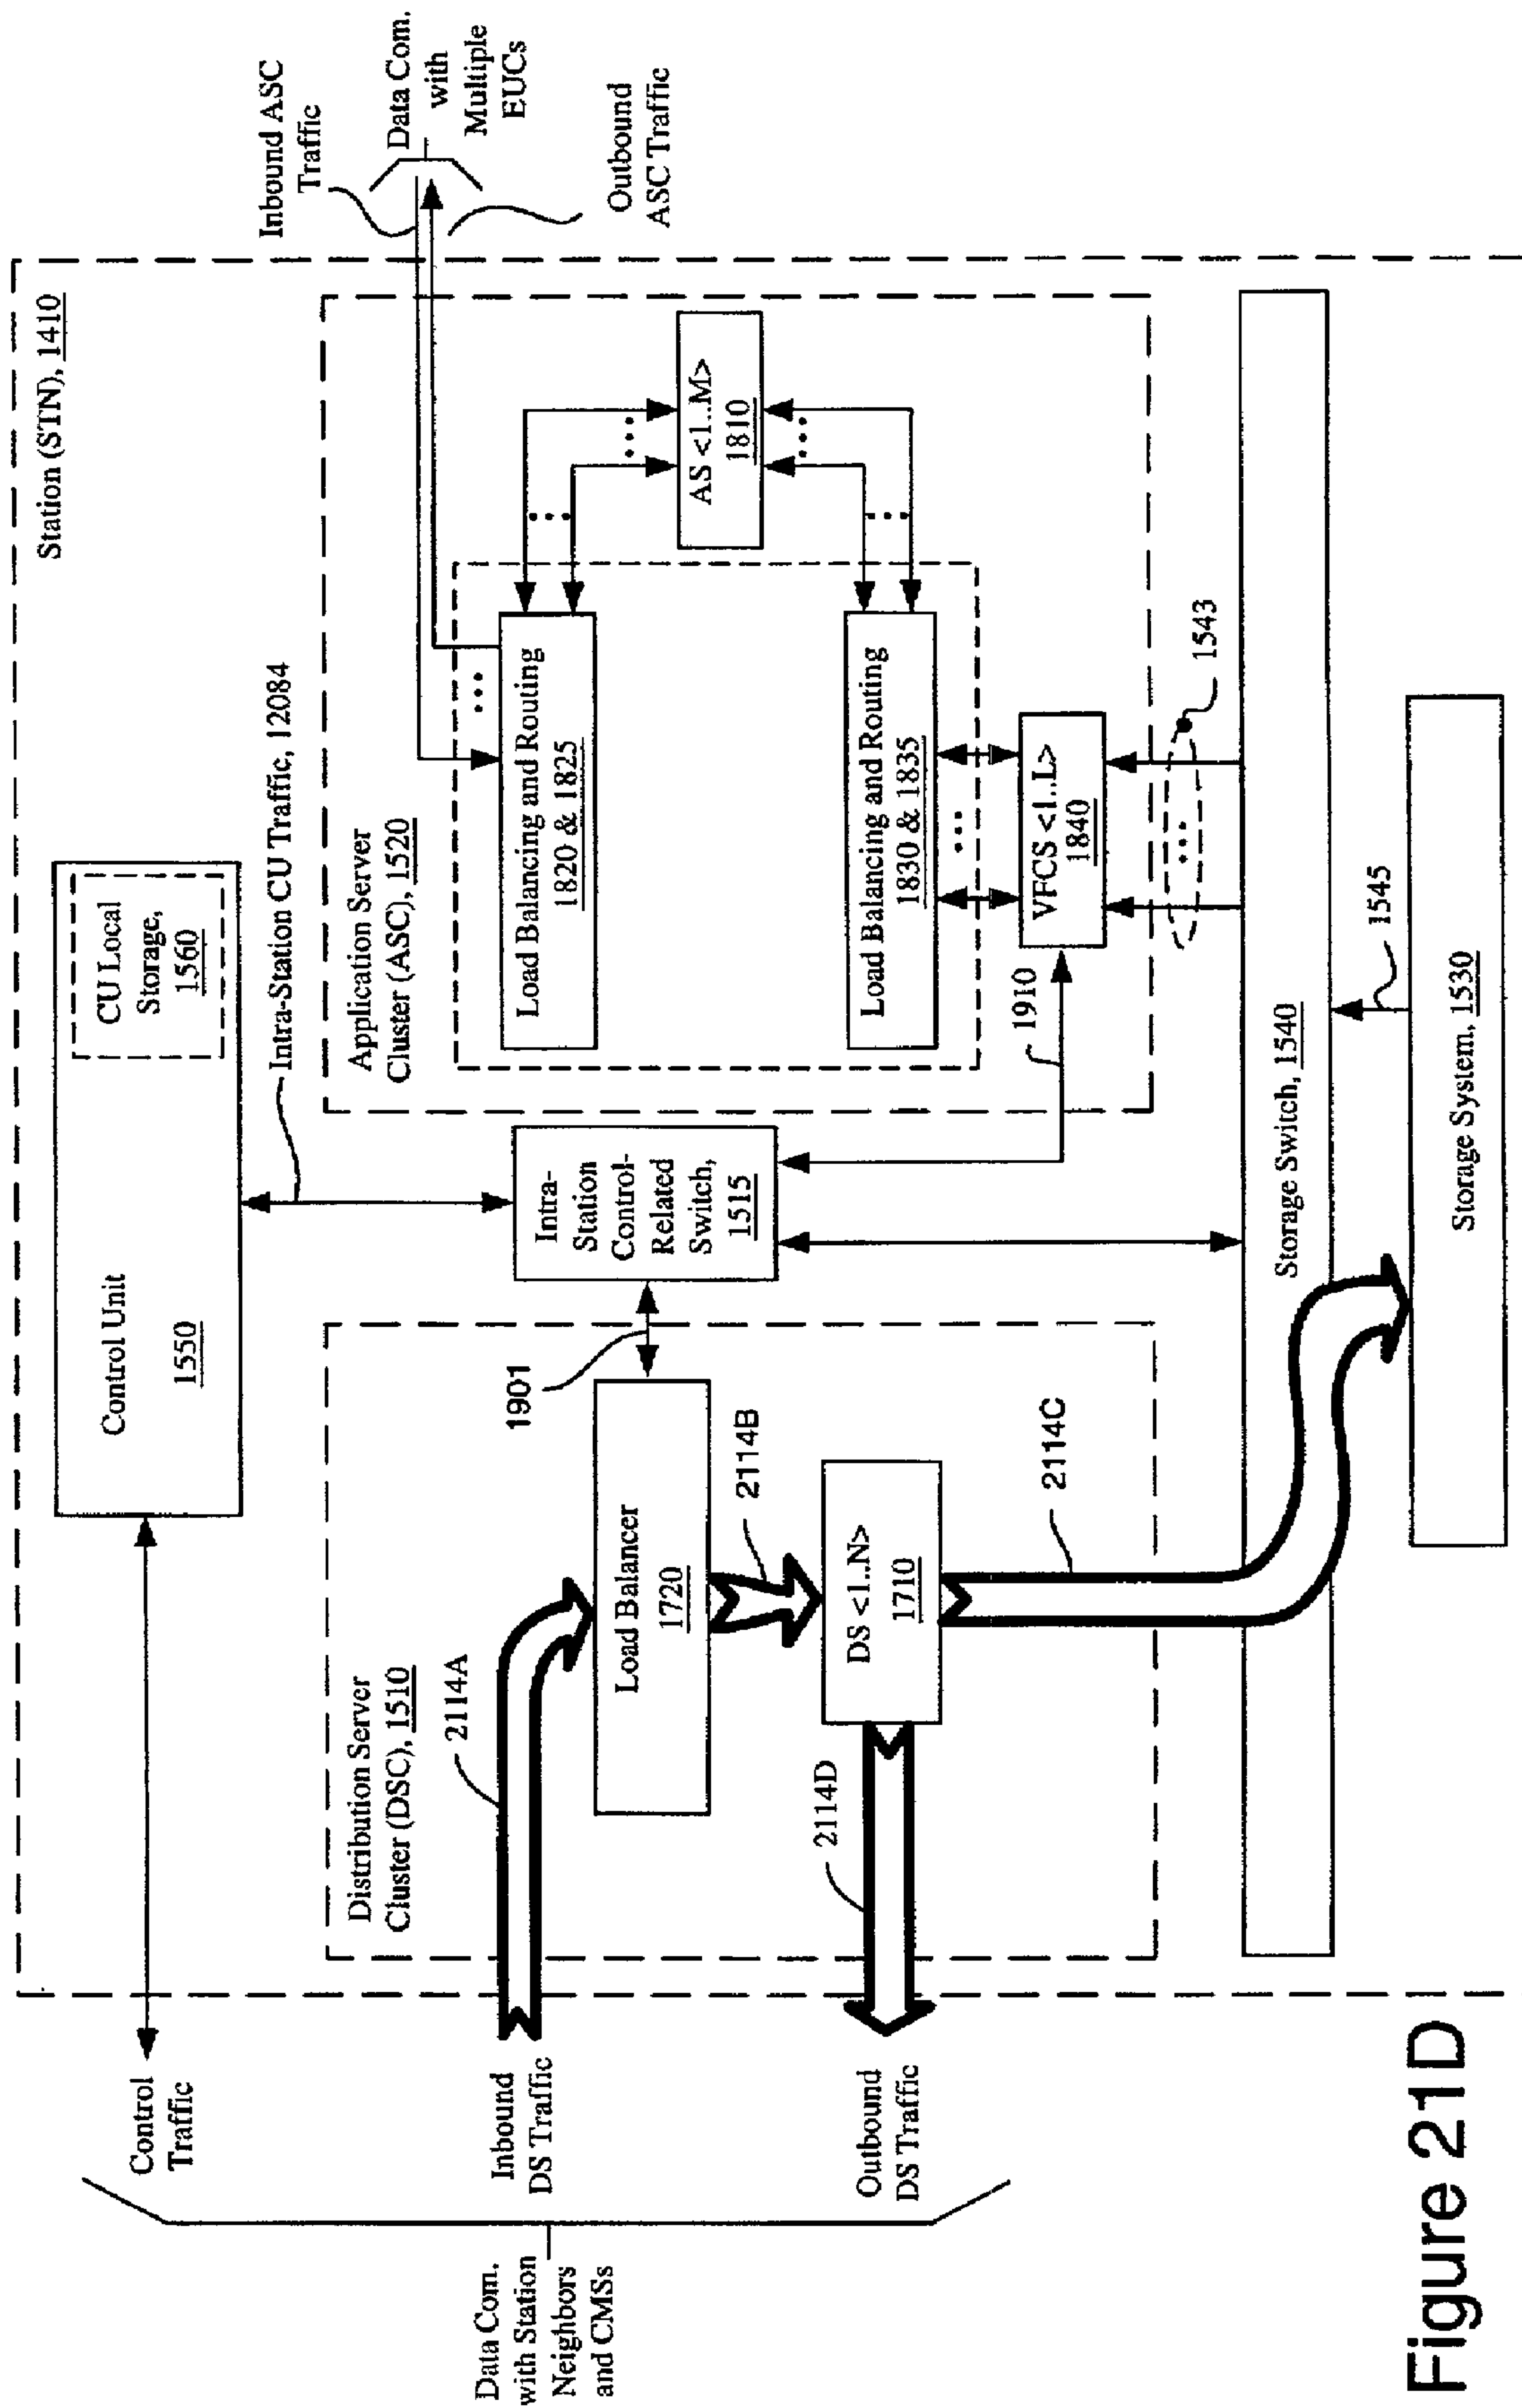 Station (STN), 1410
Control
Traffic
Control Unit
1550
CU Local
Storage,
1560
Intra-Station CU Traffic, 12084
Inbound ASC
Traffic
Data Com.
with
Multiple
EUCs
Outbound
ASC Traffic
Data Com.
with Station
Neighbors
and CMSs
Inbound
DS Traffic
Outbound
DS Traffic
Distribution Server
Cluster (DSC), 1510
2114A
Load Balancer
1720
1901
2114B
DS <1..N>
1710
2114D
2114C
Intra-
Station
Control-
Related
Switch,
1515
Application Server
Cluster (ASC), 1520
Load Balancing and Routing
1820 & 1825
AS <1..M>
1810
Load Balancing and Routing
1830 & 1835
1910
VFCS <1..L>
1840
1543
Storage Switch, 1540
1545
Storage System, 1530
Figure 21D